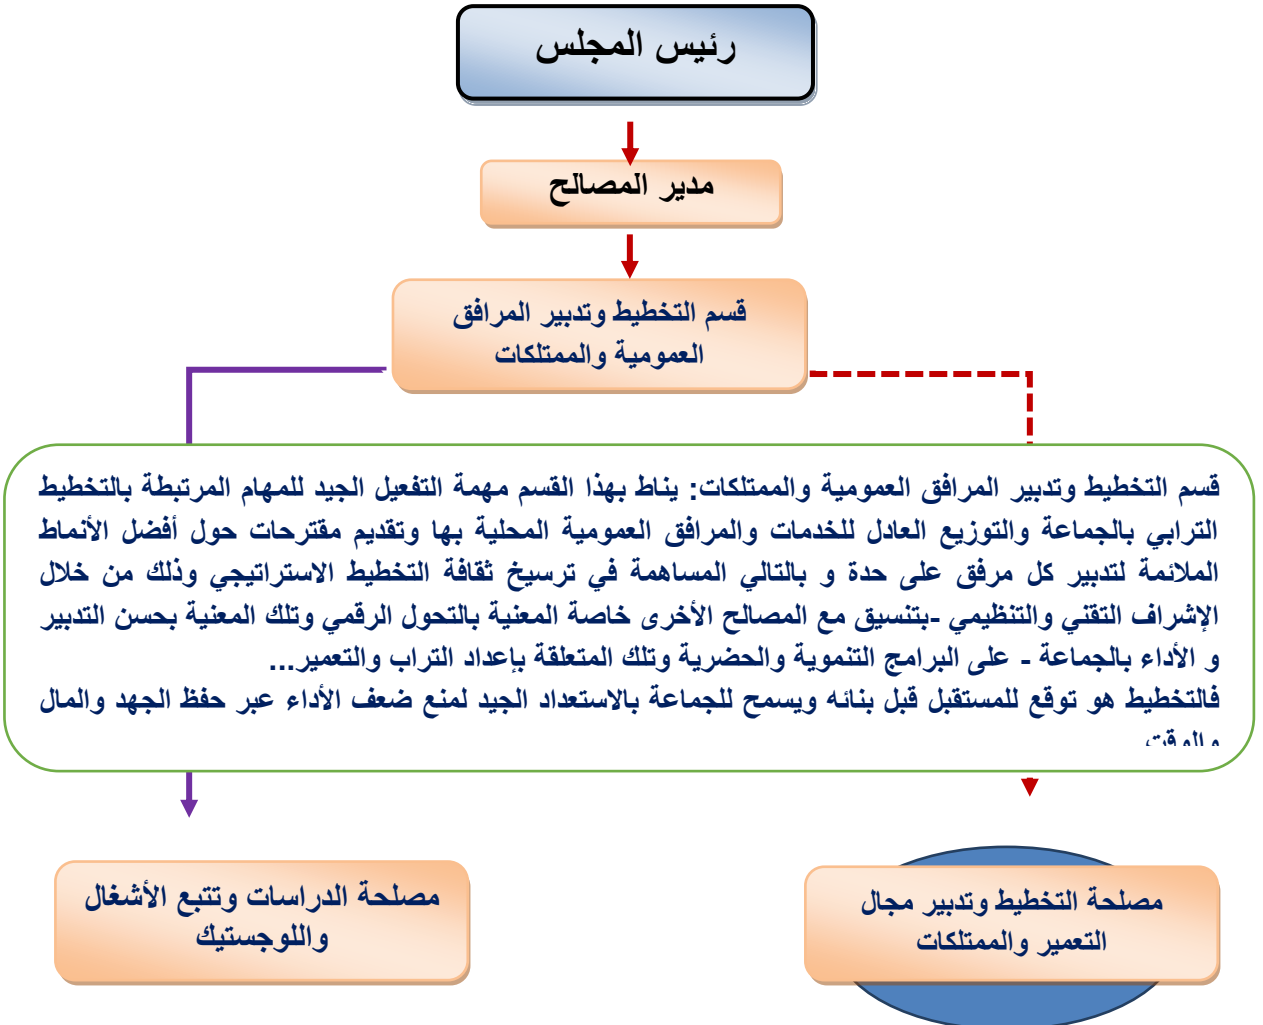 رئيس المجلس
مدير المصالح
قسم التخطيط وتدبير المرافق
العمومية والممتلكات
قسم التخطيط وتدبير المرافق العمومية والممتلكات: يناط بهذا القسم مهمة التفعيل الجيد للمهام المرتبطة بالتخطيط
الترابي بالجماعة والتوزيع العادل للخدمات والمرافق العمومية المحلية بها وتقديم مقترحات حول أفضل الأنماط
الملائمة لتدبير كل مرفق على حدة و بالتالي المساهمة في ترسيخ ثقافة التخطيط الاستراتيجي وذلك من خلال
الإشراف التقني والتنظيمي -بتنسيق مع المصالح الأخرى خاصة المعنية بالتحول الرقمي وتلك المعنية بحسن التدبير
و الأداء بالجماعة - على البرامج التنموية والحضرية وتلك المتعلقة بإعداد التراب والتعمير...
فالتخطيط هو توقع للمستقبل قبل بنائه ويسمح للجماعة بالاستعداد الجيد لمنع ضعف الأداء عبر حفظ الجهد والمال
والوقت
مصلحة التخطيط وتدبير مجال
التعمير والممتلكات
مصلحة الدراسات وتتبع الأشغال
واللوجستيك